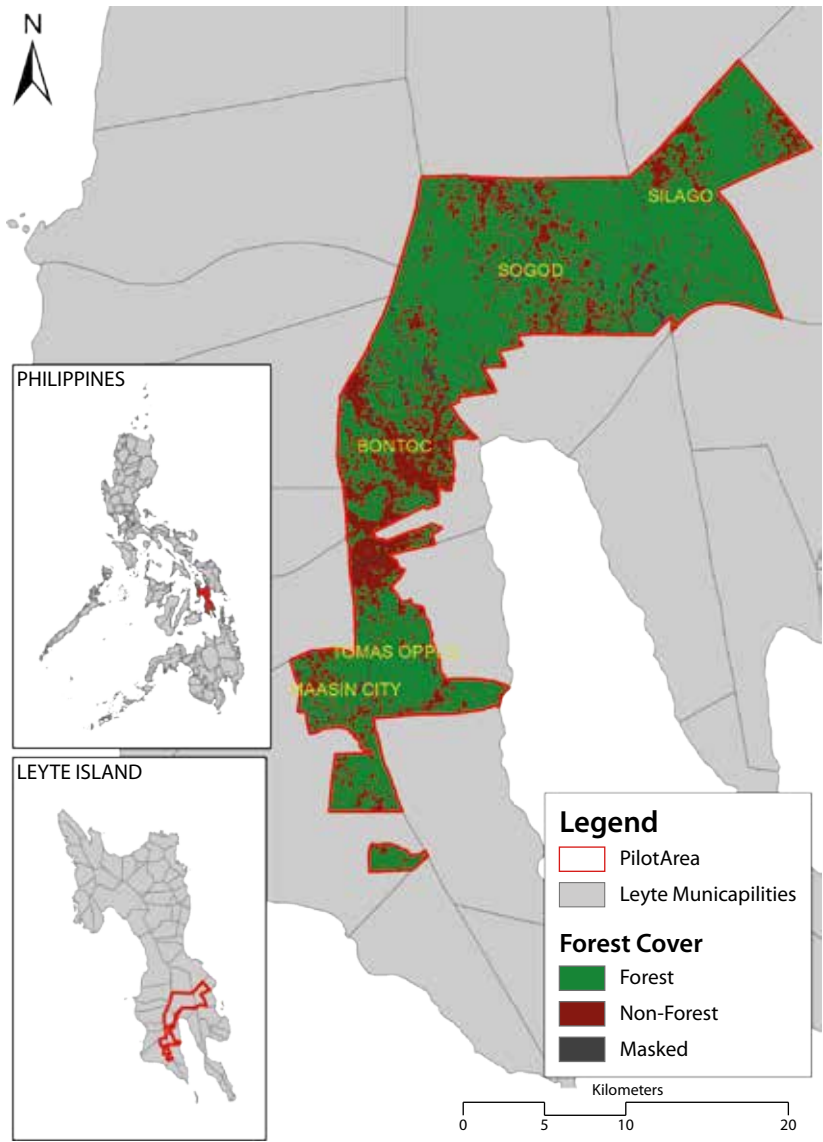 N
SILAGO
SOGOD
PHILIPPINES
BONTOC
TOMAS OPPUS
MAASIN CITY
LEYTE ISLAND
Legend
PilotArea
Leyte Municapilities
Forest Cover
Forest
Non-Forest
Masked
Kilometers
0 5 10 20